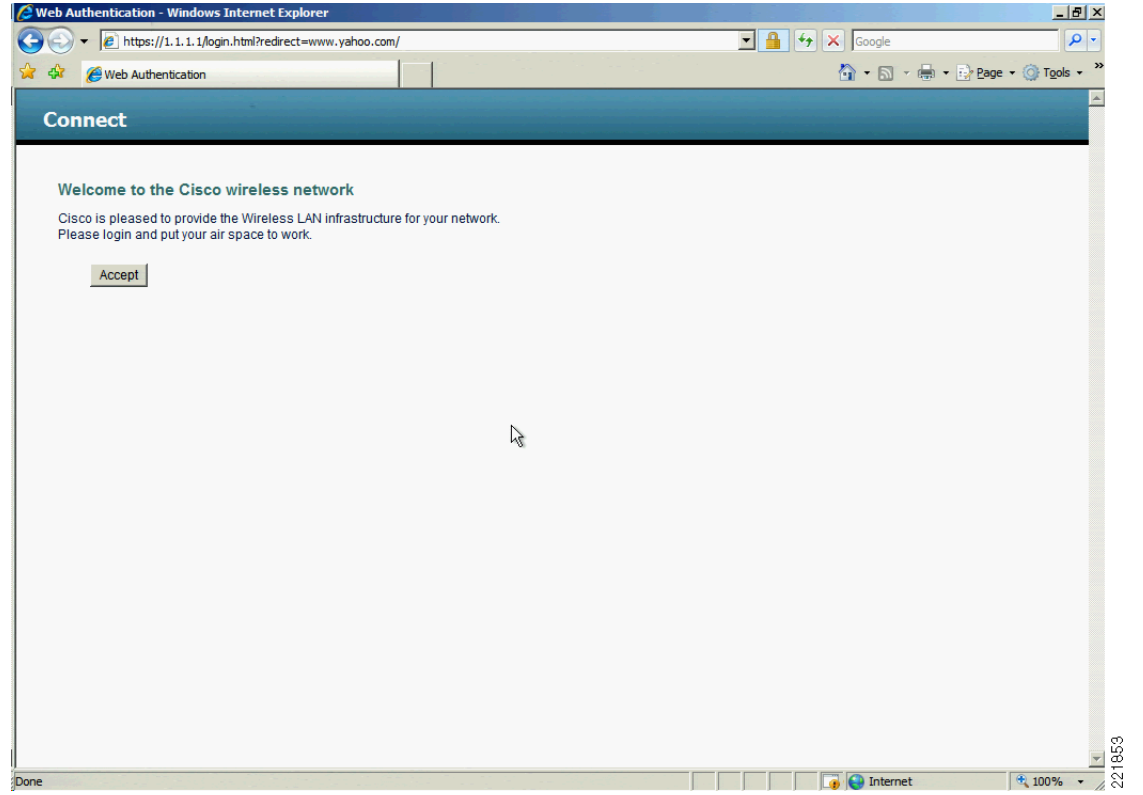 Web Authentication - Windows Internet Explorer
https://1.1.1.1/login.html?redirect=www.yahoo.com/
Google
Web Authentication
Page
Tools
»
Connect
Welcome to the Cisco wireless network
Cisco is pleased to provide the Wireless LAN infrastructure for your network.
Please login and put your air space to work.
Accept
Done
Internet
100%
221853